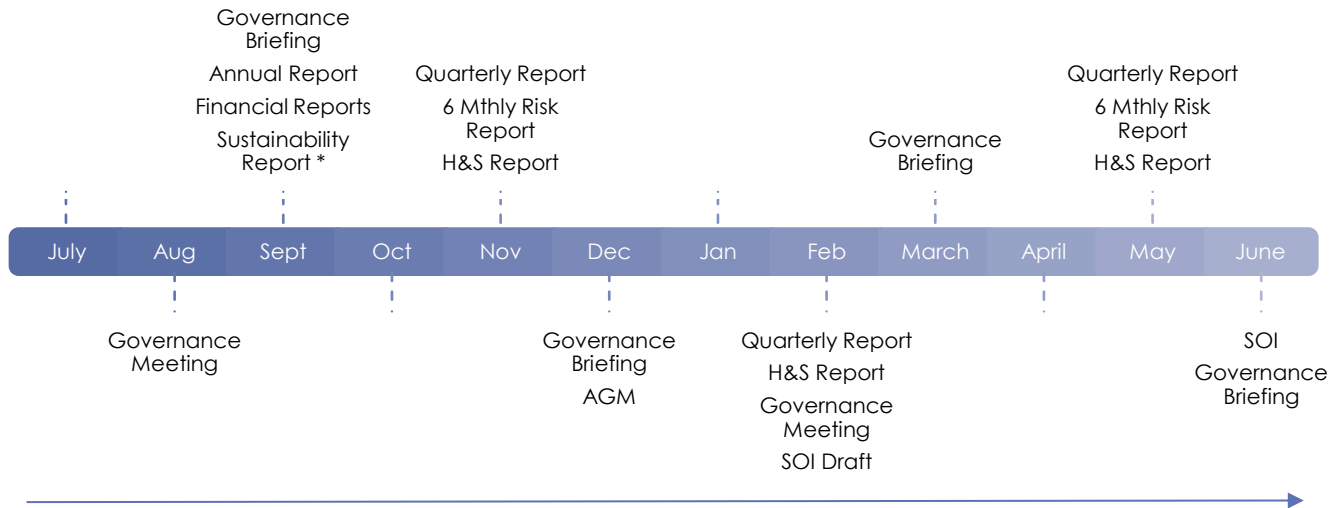 Governance
Briefing
Annual Report
Financial Reports
Sustainability
Report *
Quarterly Report
6 Mthly Risk
Report
H&S Report
Governance
Briefing
Quarterly Report
6 Mthly Risk
Report
H&S Report
July
Aug
Sept
Oct
Nov
Dec
Jan
Feb
March
April
May
June
Governance
Meeting
Governance
Briefing
AGM
Quarterly Report
H&S Report
Governance
Meeting
SOI Draft
SOI
Governance
Briefing